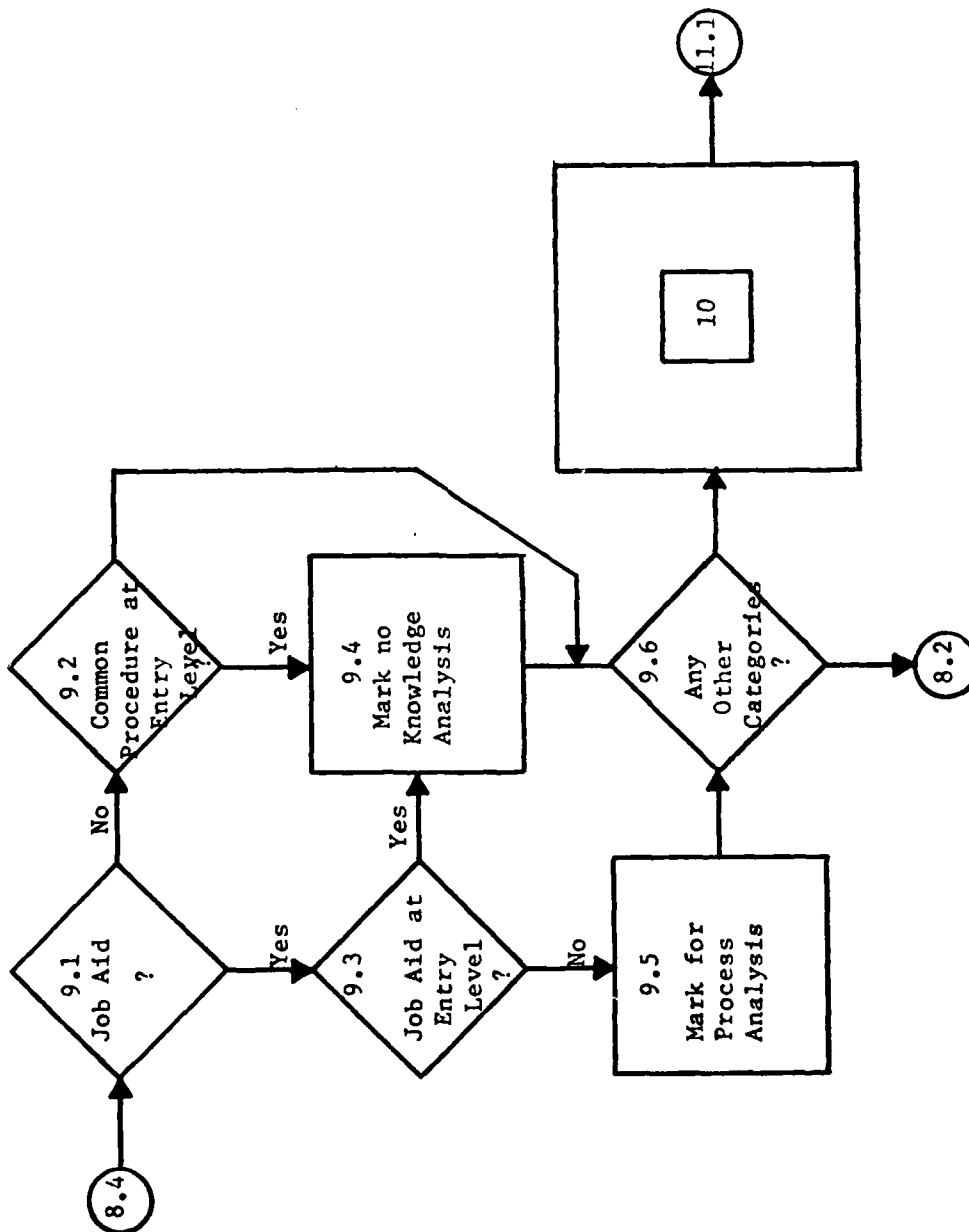 8.4
9.1
Job Aid
?
No
Yes
9.2
Common
Procedure at
Entry
Level
?
Yes
9.3
Job Aid at
Entry
Level
?
Yes
No
9.4
Mark no
Knowledge
Analysis
9.5
Mark for
Process
Analysis
9.6
Any
Other
Categories
?
8.2
10
11.1